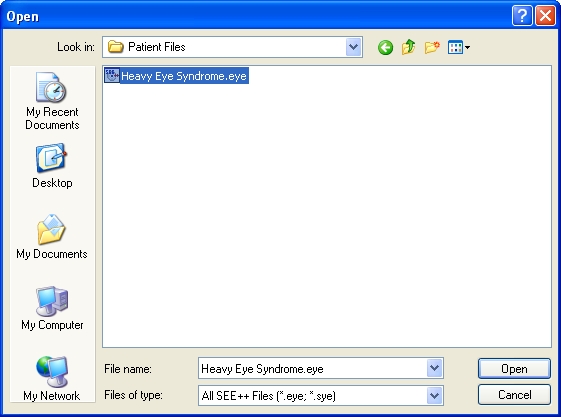 Open
Look in:
Patient Files
Heavy Eye Syndrome.eye
My Recent
Documents
Desktop
My Documents
My Computer
My Network
File name:
Heavy Eye Syndrome.eye
Open
Files of type:
All SEE++ Files (*.eye; *.sye)
Cancel